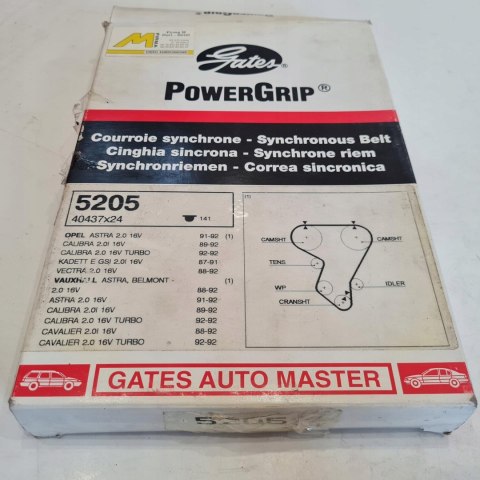 M
FIRMA
Gates®
POWERGRIP®
Courroie synchrone - Synchronous Belt
Cinghia sincrona - Synchrone riem
Synchronriemen - Correa sincronica
5205
40437x24
141
OPEL ASTRA 2.0 16V 91-92 (1)
CALIBRA 2.0I 16V 89-92
CALIBRA 2.0 16V TURBO 92-92
KADETT E GSI 2.0I 16V 87-91
VECTRA 2.0 16V 88-92
VAUXHALL ASTRA, BELMONT - (1)
2.0 16V 88-92
ASTRA 2.0 16V 91-92
CALIBRA 2.0I 16V 89-92
CALIBRA 2.0 16V TURBO 92-92
CAVALIER 2.0I 16V 88-92
CAVALIER 2.0 16V TURBO 92-92
(1)
CAMSHT CAMSHT
TENS
WP IDLER
CRANSHT
GATES AUTO MASTER
5205